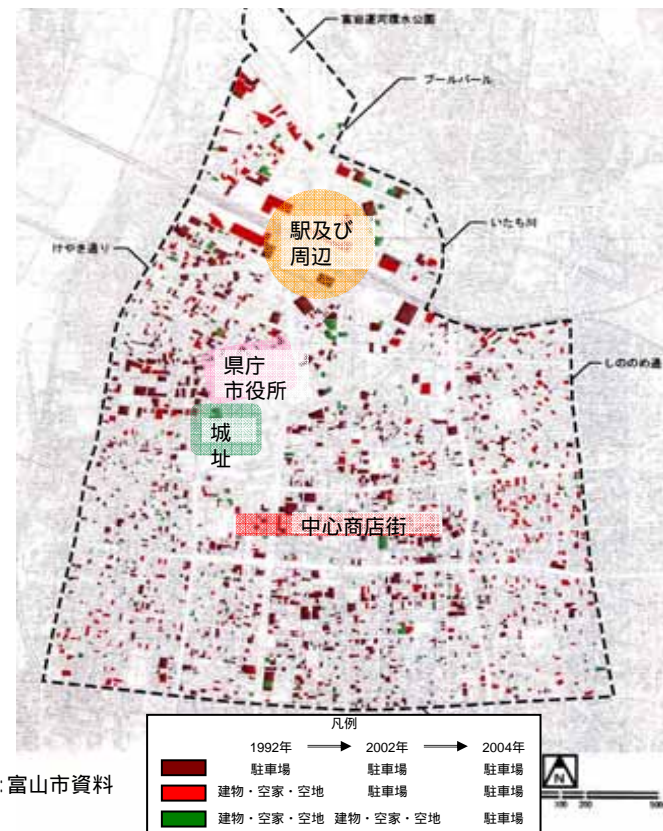 富岩運河環水公園
ブールバール
いたち川
けやき通り
しののめ通
駅及び
周辺
県庁
市役所
城
址
中心商店街
凡例
1992年 2002年 2004年
駐車場 駐車場 駐車場
建物・空家・空地 駐車場 駐車場
建物・空家・空地 建物・空家・空地 駐車場
:富山市資料
N
100 200 500